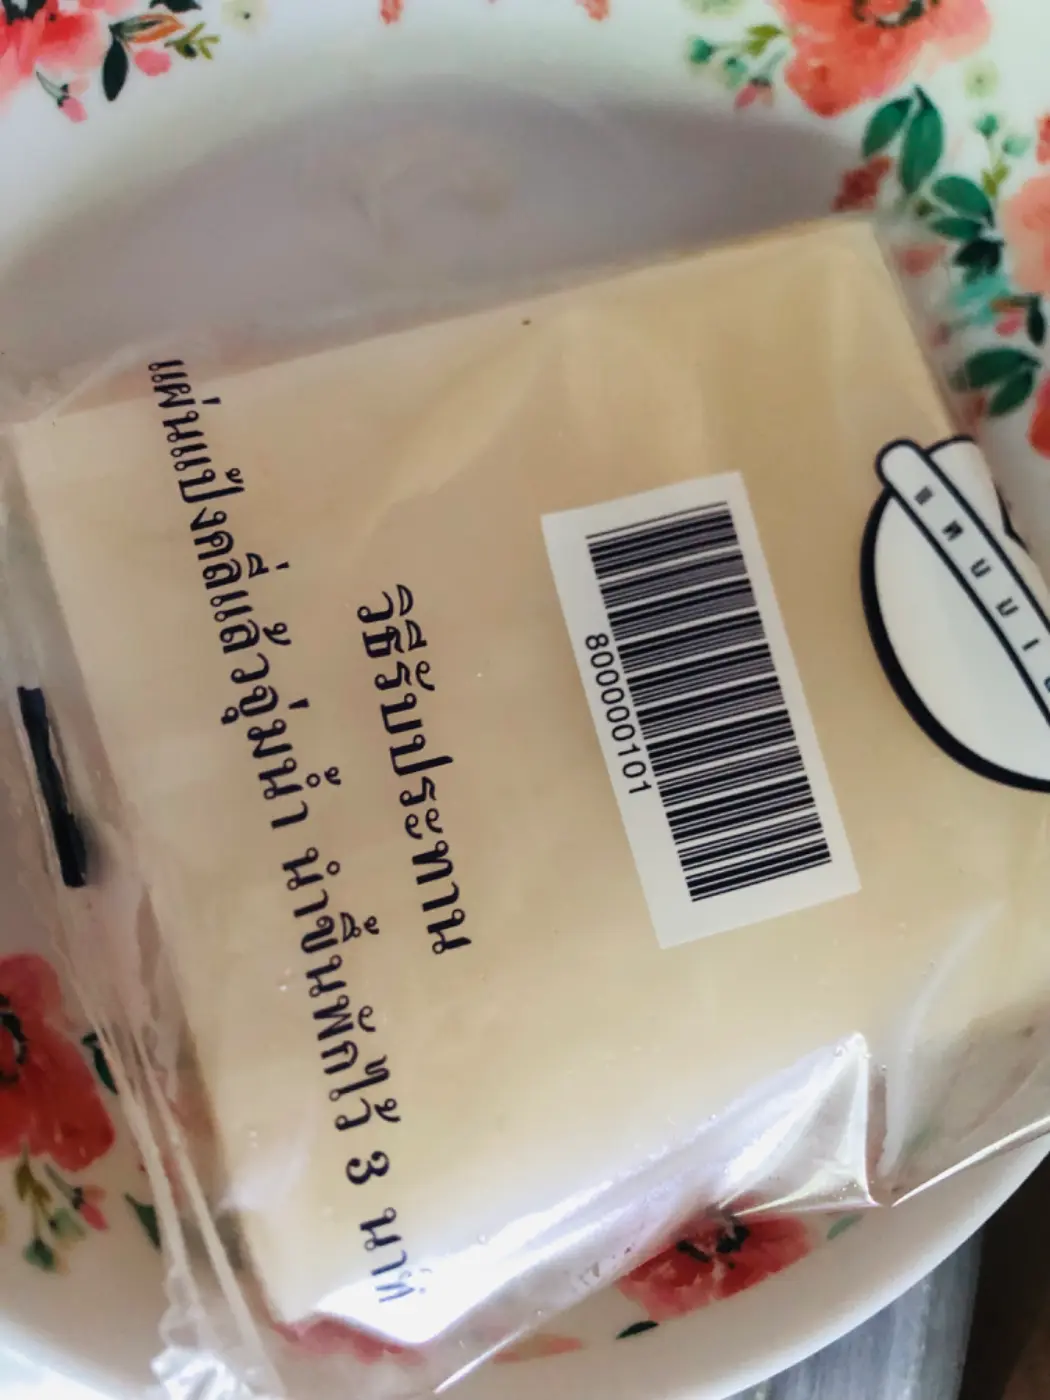 800000101
วิธีรับประทาน
แผ่นแป้งคลี่แล้วจุ่มน้ำ นำขึ้นพักไว้ 3 นาที